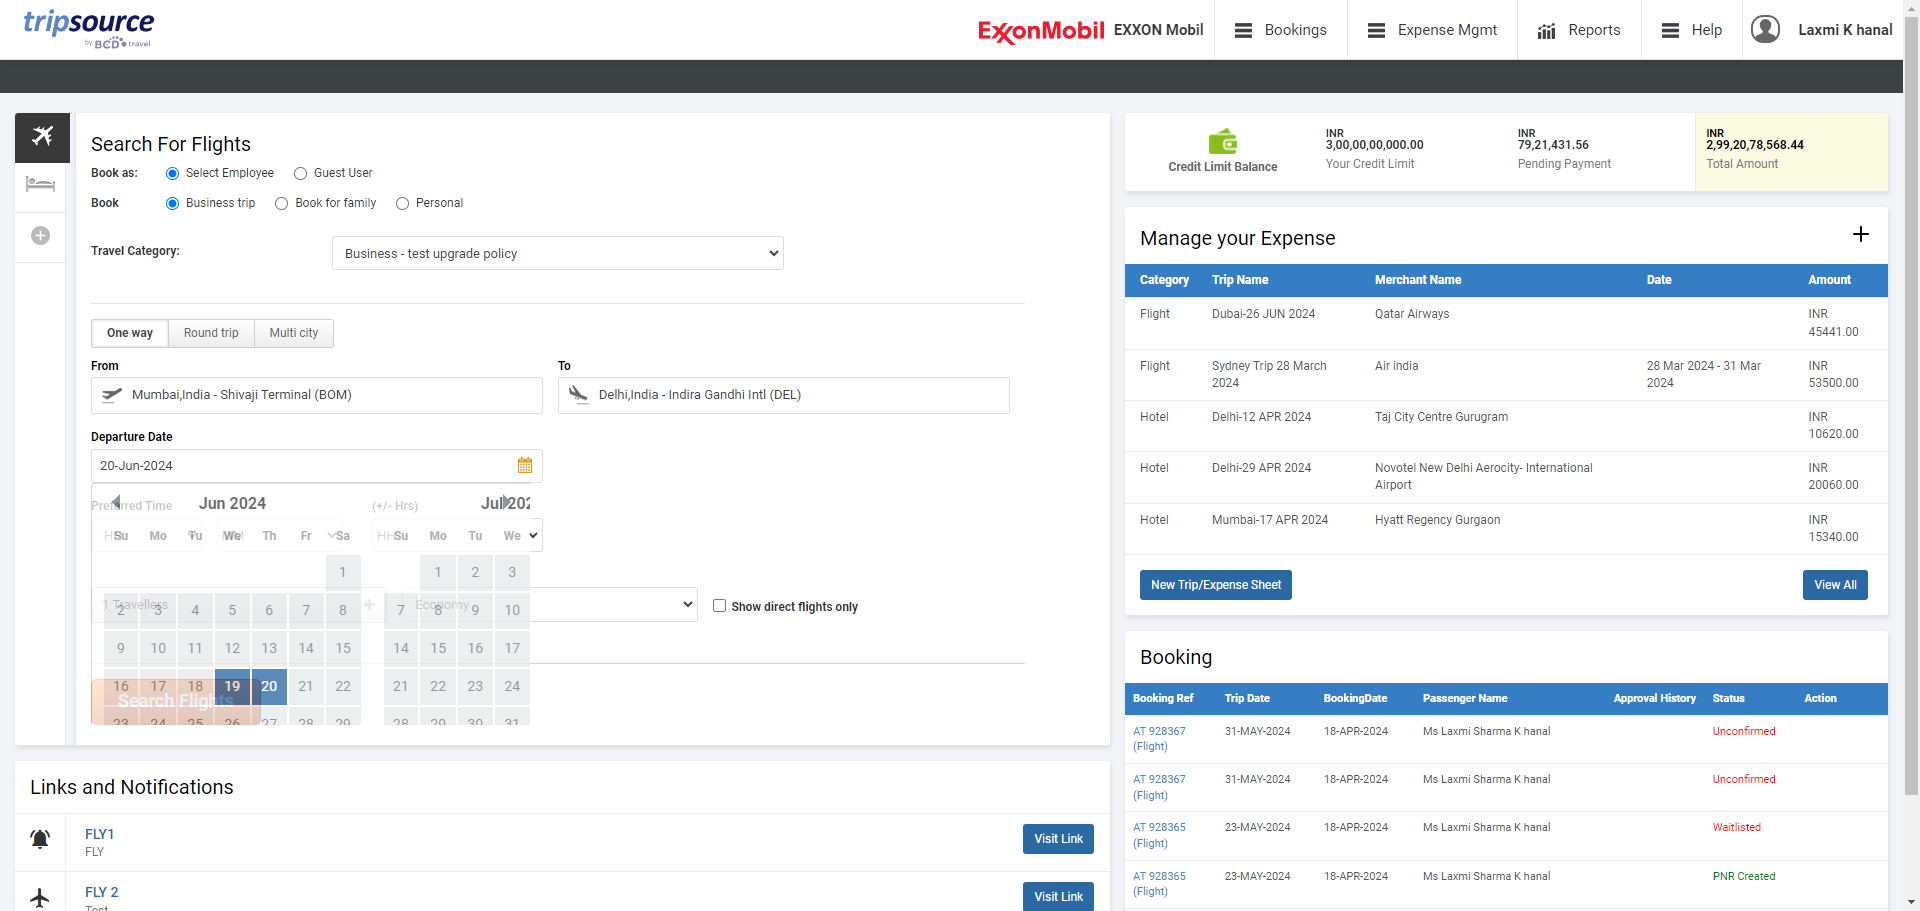 tripsource
by BCD travel
ExxonMobil EXXON Mobil
Bookings
Expense Mgmt
Reports
Help
Laxmi K hanal
Search For Flights
Book as: Select Employee Guest User
Book Business trip Book for family Personal
Travel Category: Business - test upgrade policy
One way Round trip Multi city
From To
Mumbai,India - Shivaji Terminal (BOM) Delhi,India - Indira Gandhi Intl (DEL)
Departure Date
20-Jun-2024
Preferred Time (+/- Hrs)
Jun 2024 Jul 202
Su Mo Tu We Th Fr Sa Su Mo Tu We
1 1 2 3
1 Travellers Economy
2 3 4 5 6 7 8 7 8 9 10
Show direct flights only
9 10 11 12 13 14 15 14 15 16 17
16 17 18 19 20 21 22 21 22 23 24
Search Flights
23 24 25 26 27 28 29 28 29 30 31
Links and Notifications
FLY1
FLY
Visit Link
FLY 2
Test
Visit Link
Credit Limit Balance
INR
3,00,00,00,000.00
Your Credit Limit
INR
79,21,431.56
Pending Payment
INR
2,99,20,78,568.44
Total Amount
Manage your Expense
Category Trip Name Merchant Name Date Amount
Flight Dubai-26 JUN 2024 Qatar Airways INR
45441.00
Flight Sydney Trip 28 March Air india 28 Mar 2024 - 31 Mar INR
2024 2024 53500.00
Hotel Delhi-12 APR 2024 Taj City Centre Gurugram INR
10620.00
Hotel Delhi-29 APR 2024 Novotel New Delhi Aerocity- International INR
Airport 20060.00
Hotel Mumbai-17 APR 2024 Hyatt Regency Gurgaon INR
15340.00
New Trip/Expense Sheet View All
Booking
Booking Ref Trip Date BookingDate Passenger Name Approval History Status Action
AT 928367 31-MAY-2024 18-APR-2024 Ms Laxmi Sharma K hanal Unconfirmed
(Flight)
AT 928367 31-MAY-2024 18-APR-2024 Ms Laxmi Sharma K hanal Unconfirmed
(Flight)
AT 928365 23-MAY-2024 18-APR-2024 Ms Laxmi Sharma K hanal Waitlisted
(Flight)
AT 928365 23-MAY-2024 18-APR-2024 Ms Laxmi Sharma K hanal PNR Created
(Flight)